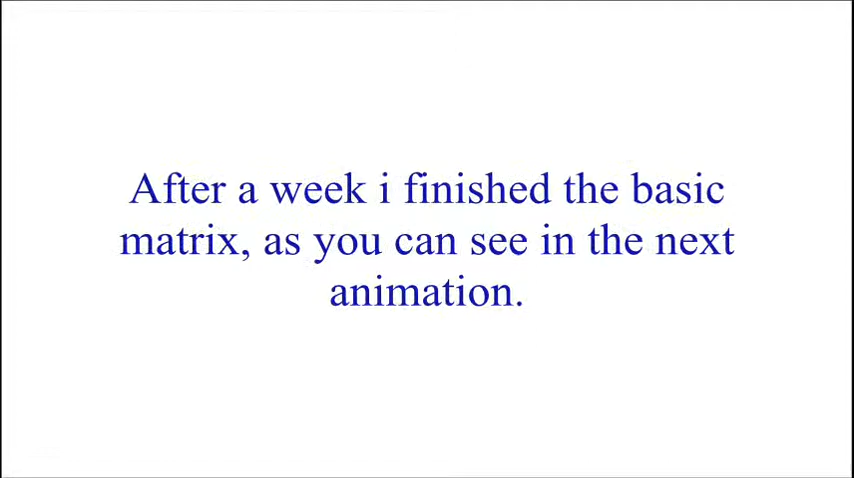 After a week i finished the basic
matrix, as you can see in the next
animation.